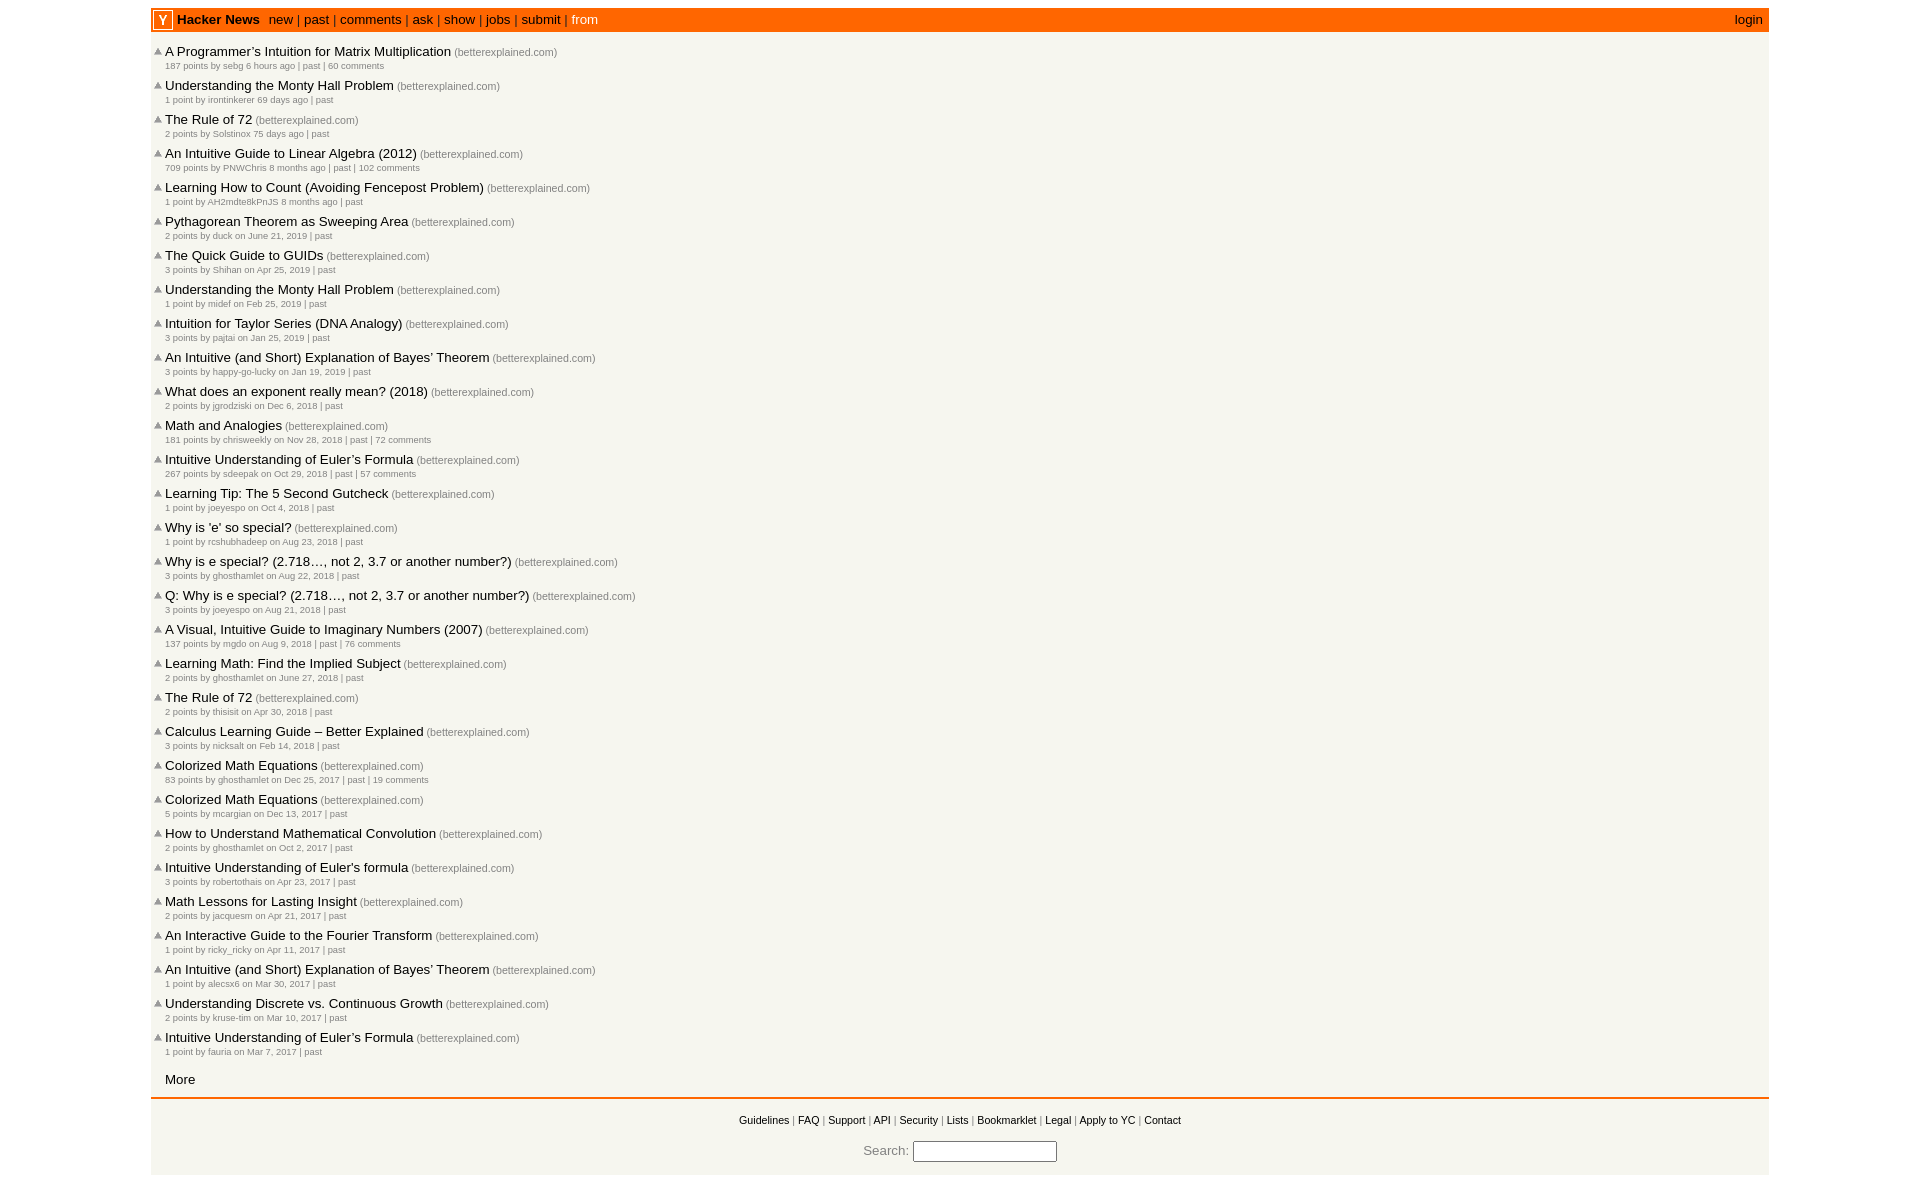 Y Hacker News new | past | comments | ask | show | jobs | submit | from login
A Programmer’s Intuition for Matrix Multiplication (betterexplained.com)
187 points by sebg 6 hours ago | past | 60 comments
Understanding the Monty Hall Problem (betterexplained.com)
1 point by irontinkerer 69 days ago | past
The Rule of 72 (betterexplained.com)
2 points by Solstinox 75 days ago | past
An Intuitive Guide to Linear Algebra (2012) (betterexplained.com)
709 points by PNWChris 8 months ago | past | 102 comments
Learning How to Count (Avoiding Fencepost Problem) (betterexplained.com)
1 point by AH2mdte8kPnJS 8 months ago | past
Pythagorean Theorem as Sweeping Area (betterexplained.com)
2 points by duck on June 21, 2019 | past
The Quick Guide to GUIDs (betterexplained.com)
3 points by Shihan on Apr 25, 2019 | past
Understanding the Monty Hall Problem (betterexplained.com)
1 point by midef on Feb 25, 2019 | past
Intuition for Taylor Series (DNA Analogy) (betterexplained.com)
3 points by pajtai on Jan 25, 2019 | past
An Intuitive (and Short) Explanation of Bayes’ Theorem (betterexplained.com)
3 points by happy-go-lucky on Jan 19, 2019 | past
What does an exponent really mean? (2018) (betterexplained.com)
2 points by jgrodziski on Dec 6, 2018 | past
Math and Analogies (betterexplained.com)
181 points by chrisweekly on Nov 28, 2018 | past | 72 comments
Intuitive Understanding of Euler’s Formula (betterexplained.com)
267 points by sdeepak on Oct 29, 2018 | past | 57 comments
Learning Tip: The 5 Second Gutcheck (betterexplained.com)
1 point by joeyespo on Oct 4, 2018 | past
Why is 'e' so special? (betterexplained.com)
1 point by rcshubhadeep on Aug 23, 2018 | past
Why is e special? (2.718…, not 2, 3.7 or another number?) (betterexplained.com)
3 points by ghosthamlet on Aug 22, 2018 | past
Q: Why is e special? (2.718…, not 2, 3.7 or another number?) (betterexplained.com)
3 points by joeyespo on Aug 21, 2018 | past
A Visual, Intuitive Guide to Imaginary Numbers (2007) (betterexplained.com)
137 points by mgdo on Aug 9, 2018 | past | 76 comments
Learning Math: Find the Implied Subject (betterexplained.com)
2 points by ghosthamlet on June 27, 2018 | past
The Rule of 72 (betterexplained.com)
2 points by thisisit on Apr 30, 2018 | past
Calculus Learning Guide – Better Explained (betterexplained.com)
3 points by nicksalt on Feb 14, 2018 | past
Colorized Math Equations (betterexplained.com)
83 points by ghosthamlet on Dec 25, 2017 | past | 19 comments
Colorized Math Equations (betterexplained.com)
5 points by mcargian on Dec 13, 2017 | past
How to Understand Mathematical Convolution (betterexplained.com)
2 points by ghosthamlet on Oct 2, 2017 | past
Intuitive Understanding of Euler's formula (betterexplained.com)
3 points by robertothais on Apr 23, 2017 | past
Math Lessons for Lasting Insight (betterexplained.com)
2 points by jacquesm on Apr 21, 2017 | past
An Interactive Guide to the Fourier Transform (betterexplained.com)
1 point by ricky_ricky on Apr 11, 2017 | past
An Intuitive (and Short) Explanation of Bayes’ Theorem (betterexplained.com)
1 point by alecsx6 on Mar 30, 2017 | past
Understanding Discrete vs. Continuous Growth (betterexplained.com)
2 points by kruse-tim on Mar 10, 2017 | past
Intuitive Understanding of Euler’s Formula (betterexplained.com)
1 point by fauria on Mar 7, 2017 | past
More
Guidelines | FAQ | Support | API | Security | Lists | Bookmarklet | Legal | Apply to YC | Contact
Search: